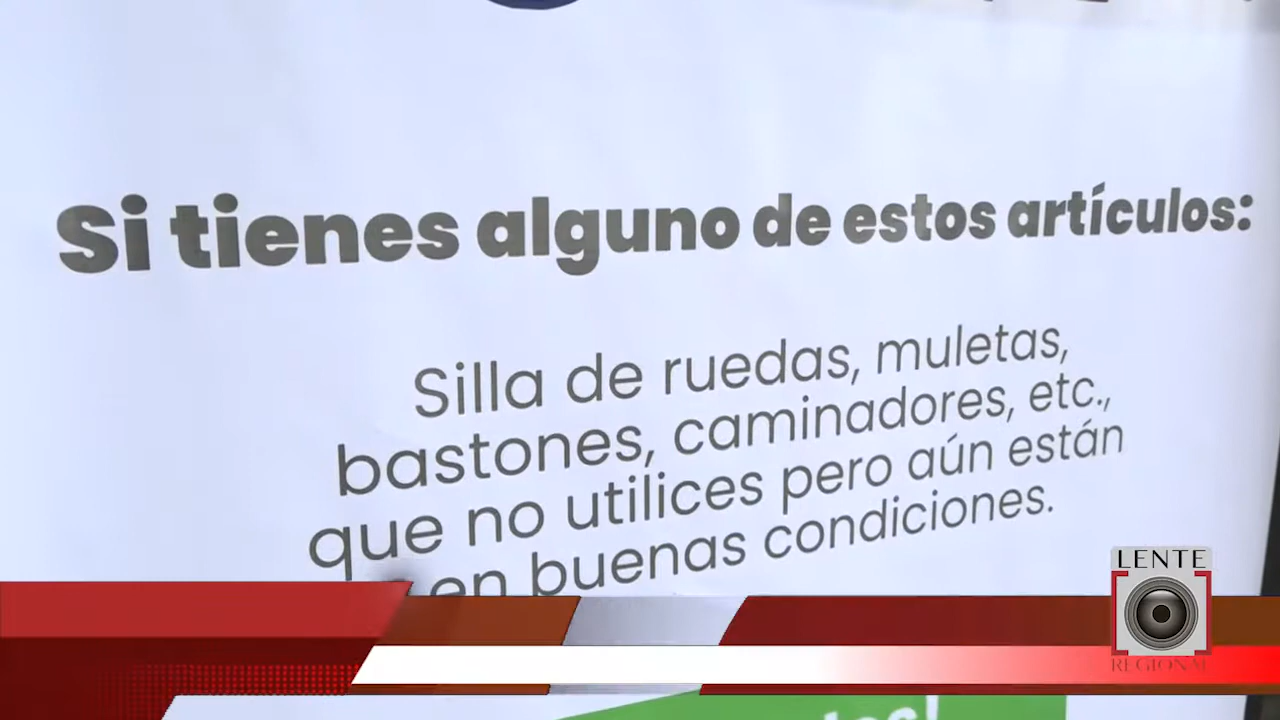 Si tienes alguno de estos artículos:
Silla de ruedas, muletas,
bastones, caminadores, etc.,
que no utilices pero aún están
en buenas condiciones.
LENTE
REGIONAL